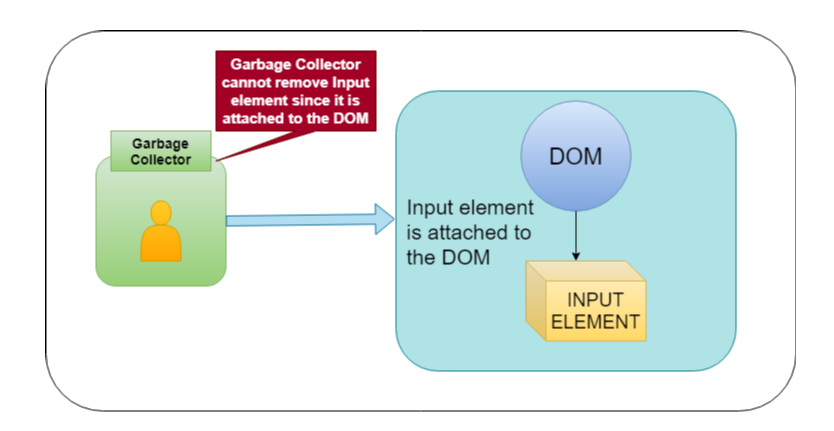 Garbage Collector
cannot remove Input
element since it is
attached to the DOM
Garbage
Collector
DOM
Input element
is attached to
the DOM
INPUT
ELEMENT